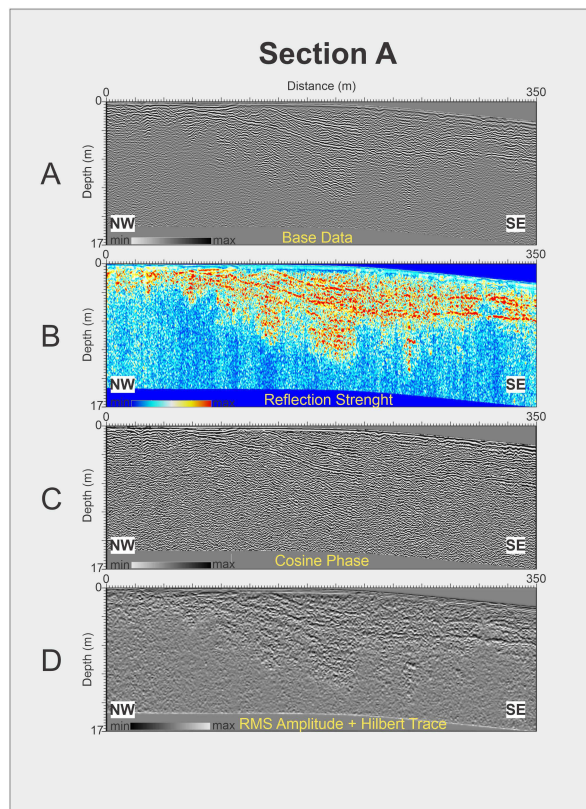 Section A
Distance (m)
0 350
0
A
Depth (m)
NW SE
min max Base Data
17
0
B
Depth (m)
NW SE
min max Reflection Strenght
17
0 350
0
C
Depth (m)
NW SE
min max Cosine Phase
17
0 350
0
D
Depth (m)
NW SE
min max RMS Amplitude + Hilbert Trace
17
0 350